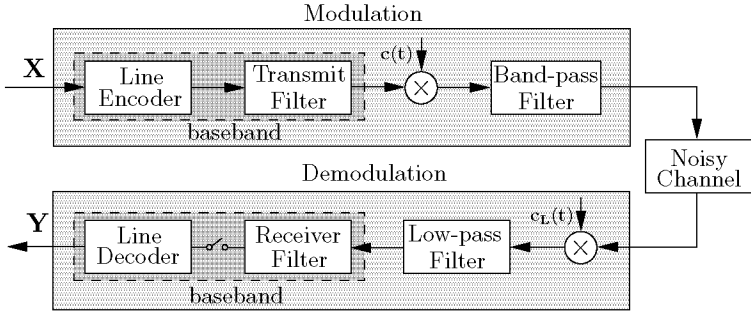 Modulation
X
Line
Encoder
Transmit
Filter
c(t)
Band-pass
Filter
baseband
Noisy
Channel
Demodulation
Y
Line
Decoder
Receiver
Filter
Low-pass
Filter
c_L(t)
baseband